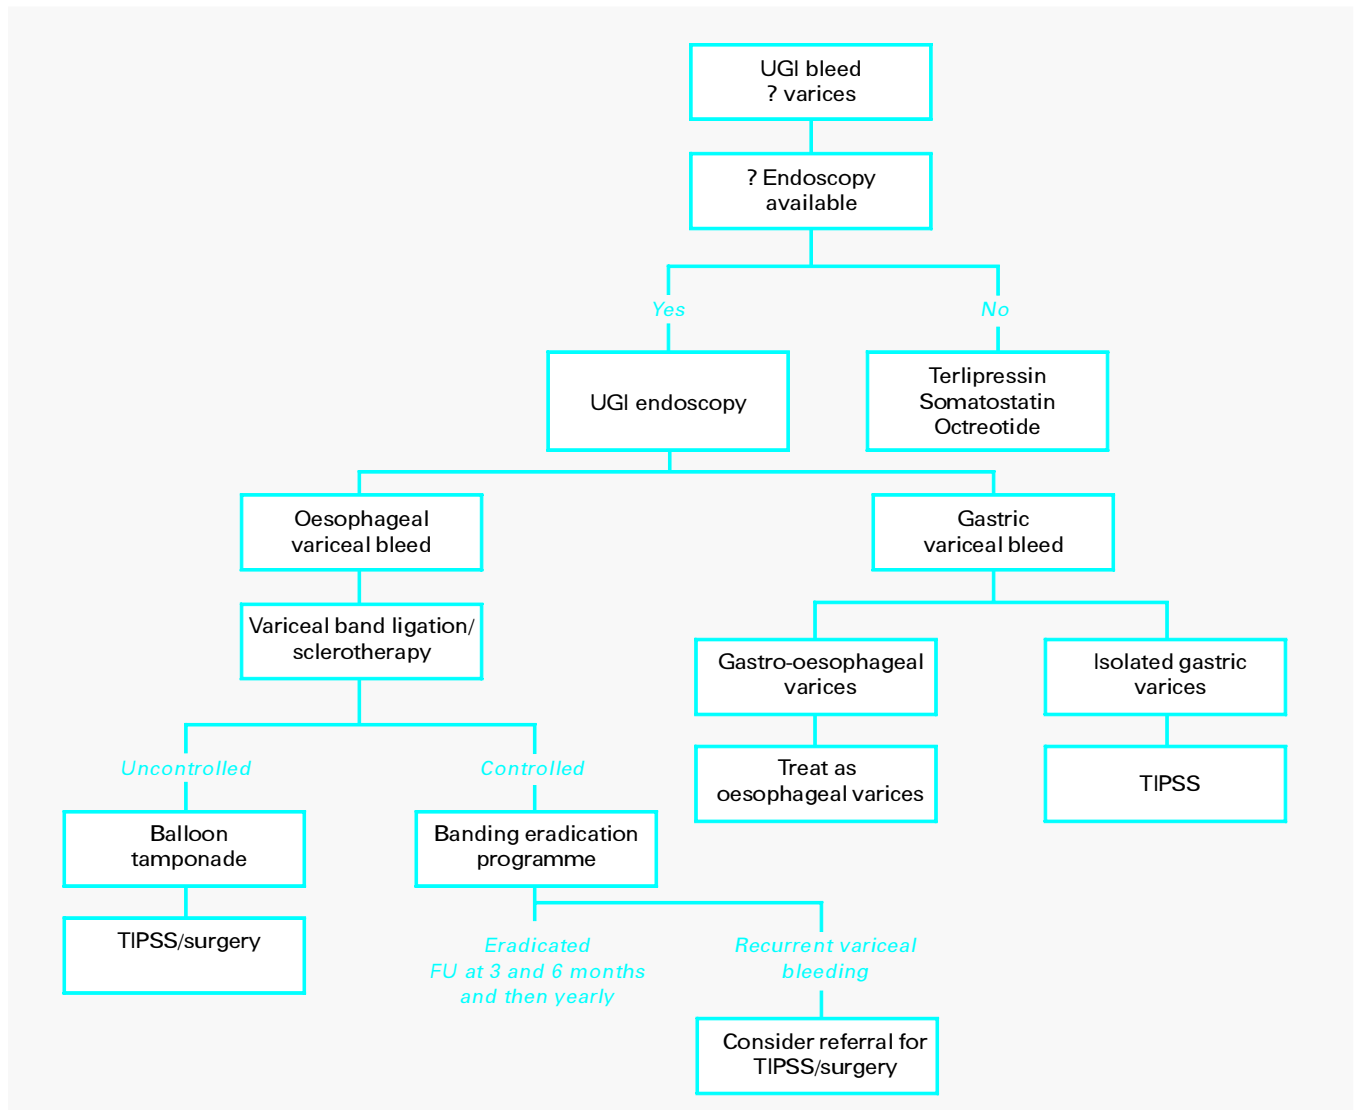 UGI bleed
? varices
? Endoscopy
available
Yes
No
UGI endoscopy
Terlipressin
Somatostatin
Octreotide
Oesophageal
variceal bleed
Gastric
variceal bleed
Variceal band ligation/
sclerotherapy
Gastro-oesophageal
varices
Isolated gastric
varices
Uncontrolled
Controlled
Treat as
oesophageal varices
TIPSS
Balloon
tamponade
Banding eradication
programme
TIPSS/surgery
Eradicated
FU at 3 and 6 months
and then yearly
Recurrent variceal
bleeding
Consider referral for
TIPSS/surgery